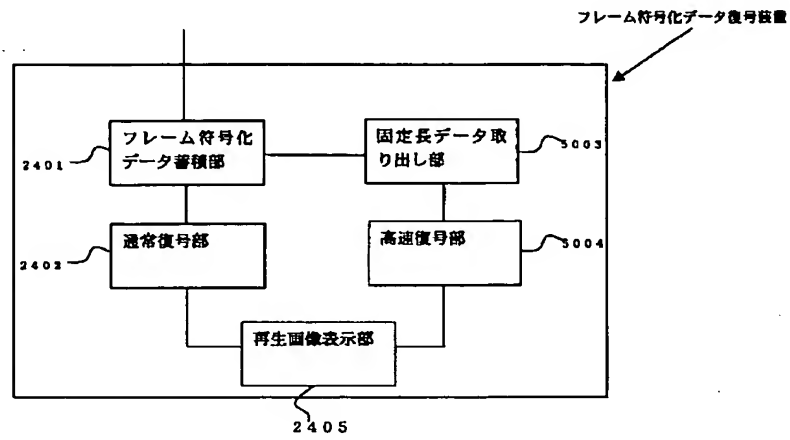 フレーム符号化データ復号装置
フレーム符号化
データ蓄積部
固定長データ取
り出し部
2401
5003
通常復号部
高速復号部
2402
5004
再生画像表示部
2405